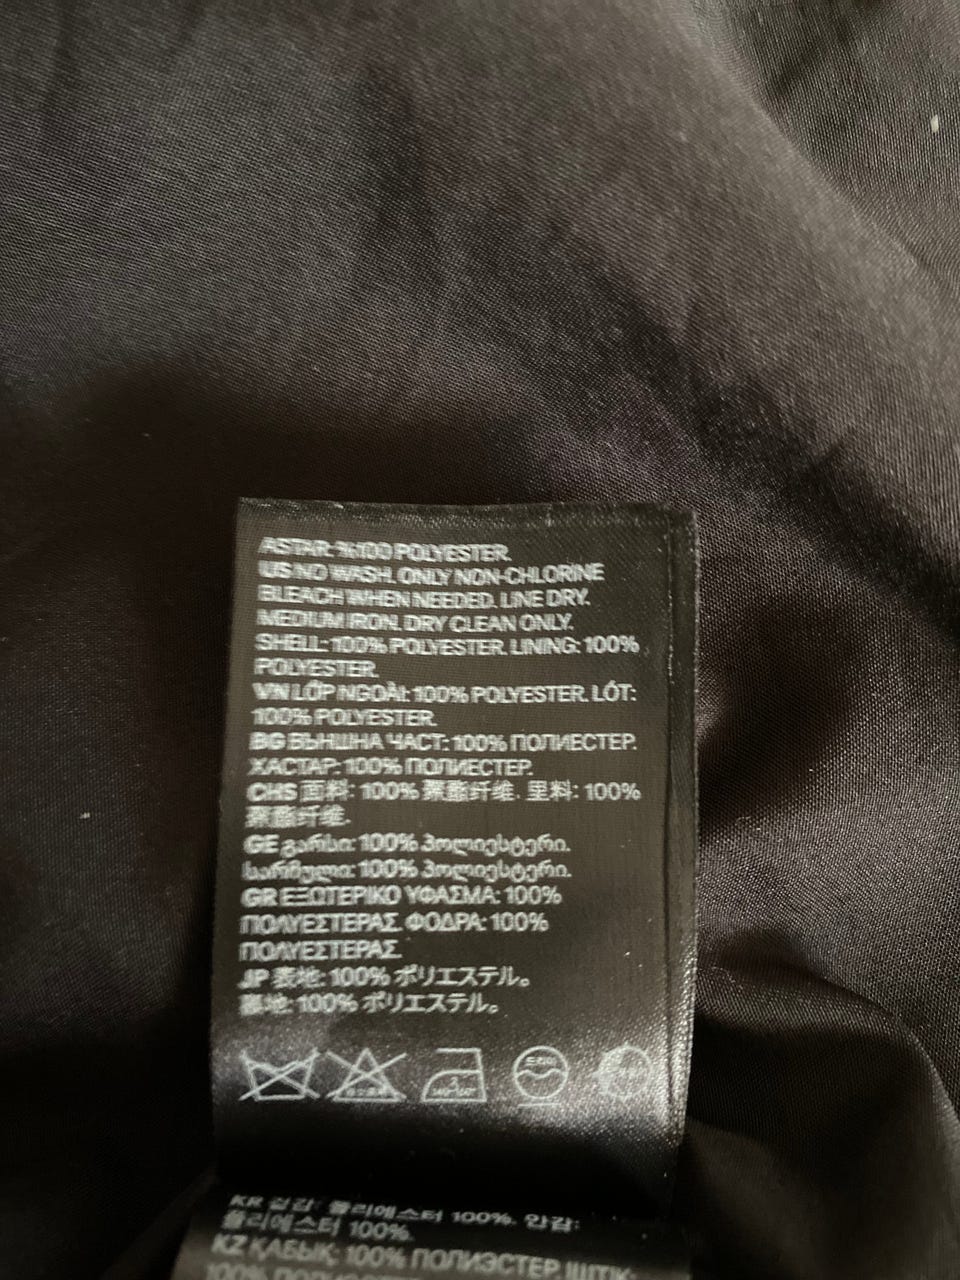 ASTAR: %100 POLYESTER.
US NO WASH. ONLY NON-CHLORINE
BLEACH WHEN NEEDED. LINE DRY.
MEDIUM IRON. DRY CLEAN ONLY.
SHELL: 100% POLYESTER. LINING: 100%
POLYESTER.
VN LỚP NGOÀI: 100% POLYESTER. LÓT:
100% POLYESTER.
BG ВЪНШНА ЧАСТ: 100% ПОЛИЕСТЕР.
ХАСТАР: 100% ПОЛИЕСТЕР.
CHS 面料: 100% 聚酯纤维. 里料: 100%
聚酯纤维.
GE გარსი: 100% პოლიესტერი.
სარჩული: 100% პოლიესტერი.
GR ΕΞΩΤΕΡΙΚΟ ΥΦΑΣΜΑ: 100%
ΠΟΛΥΕΣΤΕΡΑΣ. ΦΟΔΡΑ: 100%
ΠΟΛΥΕΣΤΕΡΑΣ.
JP 表地: 100% ポリエステル。
裏地: 100% ポリエステル。
드라이
KR 겉감: 폴리에스터 100%. 안감:
폴리에스터 100%.
KZ ҚАБЫҚ: 100% ПОЛИЭСТЕР. ІШТІК:
100% ПОЛИЭСТЕР.